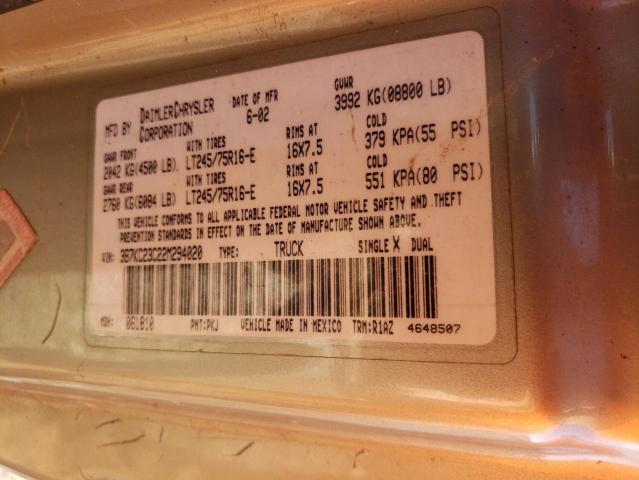 MFD BY DAIMLERCHRYSLER CORPORATION DATE OF MFR 6-02 GVWR 3992 KG(08800 LB)
GAWR FRONT WITH TIRES RIMS AT COLD
2042 KG(4500 LB) LT245/75R16-E 16X7.5 379 KPA(55 PSI)
GAWR REAR WITH TIRES RIMS AT COLD
2760 KG(6084 LB) LT245/75R16-E 16X7.5 551 KPA(80 PSI)
THIS VEHICLE CONFORMS TO ALL APPLICABLE FEDERAL MOTOR VEHICLE SAFETY AND THEFT
PREVENTION STANDARDS IN EFFECT ON THE DATE OF MANUFACTURE SHOWN ABOVE.
VIN: 3B7KC23C22M294020 TYPE: TRUCK SINGLE X DUAL
MDH: 061810 PNT:PKJ VEHICLE MADE IN MEXICO TRM:R1AZ 4648507